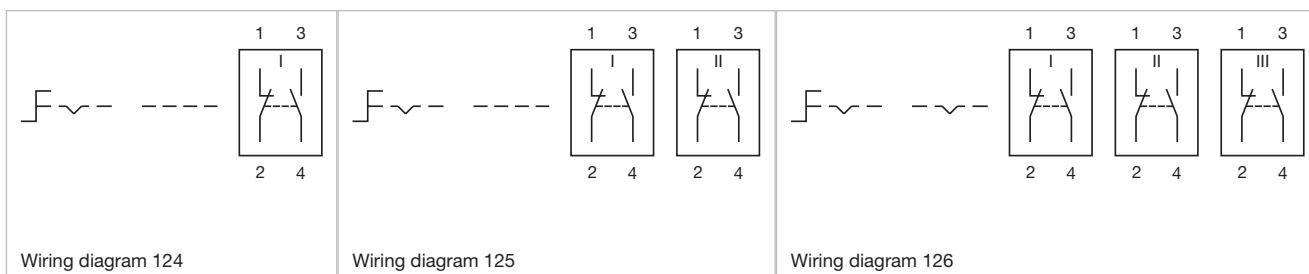 1 3
I
2 4
Wiring diagram 124
1 3
I
2 4
1 3
II
2 4
Wiring diagram 125
1 3
I
2 4
1 3
II
2 4
1 3
III
2 4
Wiring diagram 126